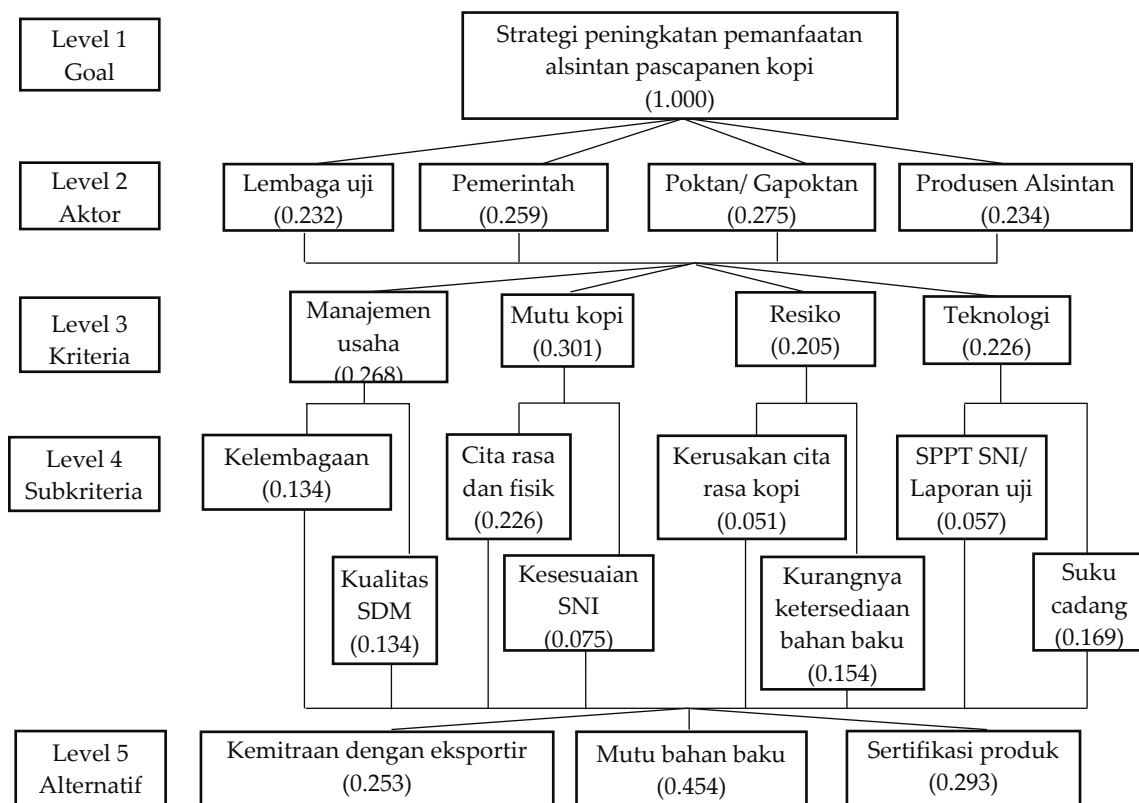 Level 1
Goal
Strategi peningkatan pemanfaatan
alsintan pascapanen kopi
(1.000)
Level 2
Aktor
Lembaga uji
(0.232)
Pemerintah
(0.259)
Poktan/ Gapoktan
(0.275)
Produsen Alsintan
(0.234)
Level 3
Kriteria
Manajemen
usaha
(0.268)
Mutu kopi
(0.301)
Resiko
(0.205)
Teknologi
(0.226)
Level 4
Subkriteria
Kelembagaan
(0.134)
Kualitas
SDM
(0.134)
Cita rasa
dan fisik
(0.226)
Kesesuaian
SNI
(0.075)
Kerusakan cita
rasa kopi
(0.051)
Kurangnya
ketersediaan
bahan baku
(0.154)
SPPT SNI/
Laporan uji
(0.057)
Suku
cadang
(0.169)
Level 5
Alternatif
Kemitraan dengan eksportir
(0.253)
Mutu bahan baku
(0.454)
Sertifikasi produk
(0.293)